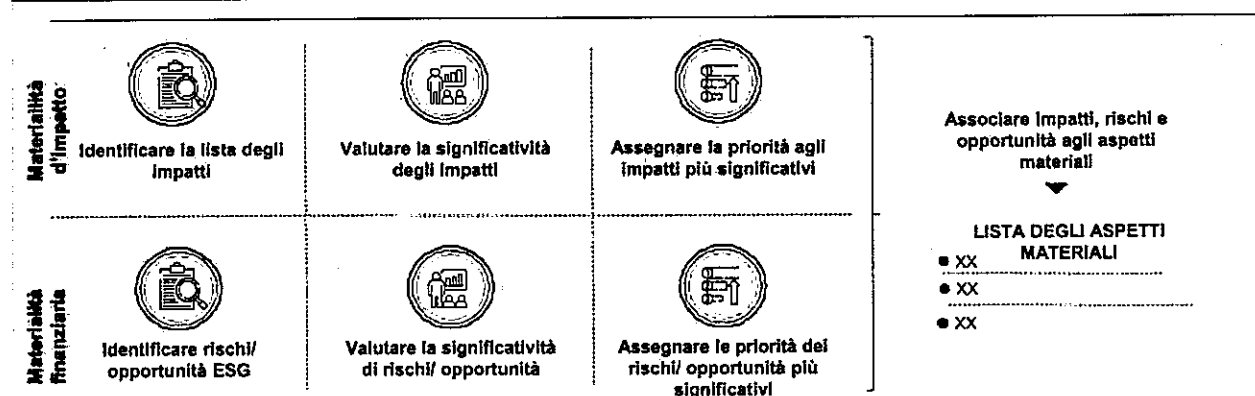 Materialità
d'impatto
Identificare la lista degli
impatti
Valutare la significatività
degli impatti
Assegnare la priorità agli
impatti più significativi
Materialità
finanziaria
Identificare rischi/
opportunità ESG
Valutare la significatività
di rischi/ opportunità
Assegnare le priorità dei
rischi/ opportunità più
significativi
Associare impatti, rischi e
opportunità agli aspetti
materiali
LISTA DEGLI ASPETTI
MATERIALI
• XX
• XX
• XX